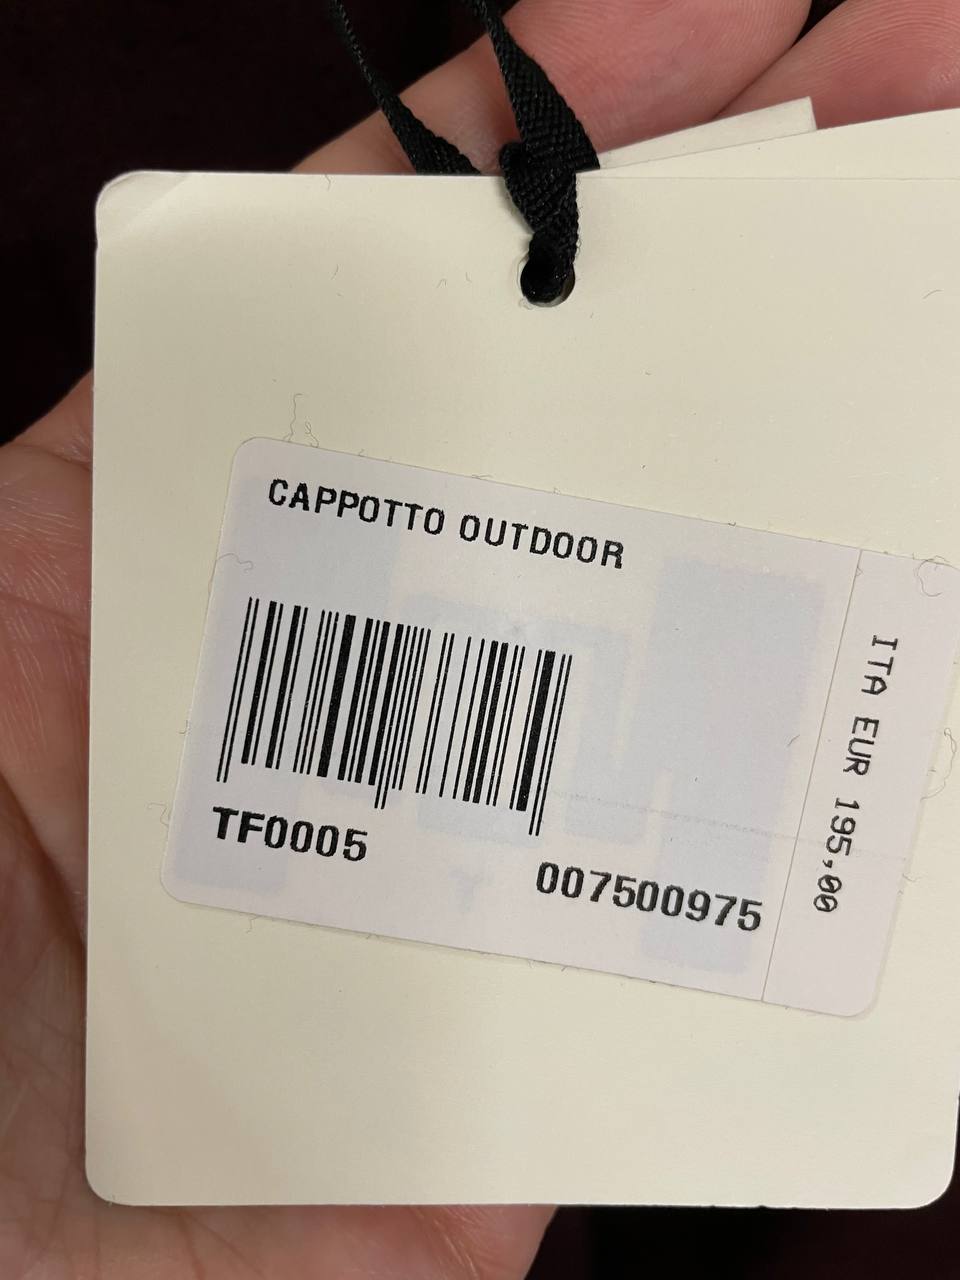 CAPPOTTO OUTDOOR
TF0005
007500975
ITA EUR 195,00